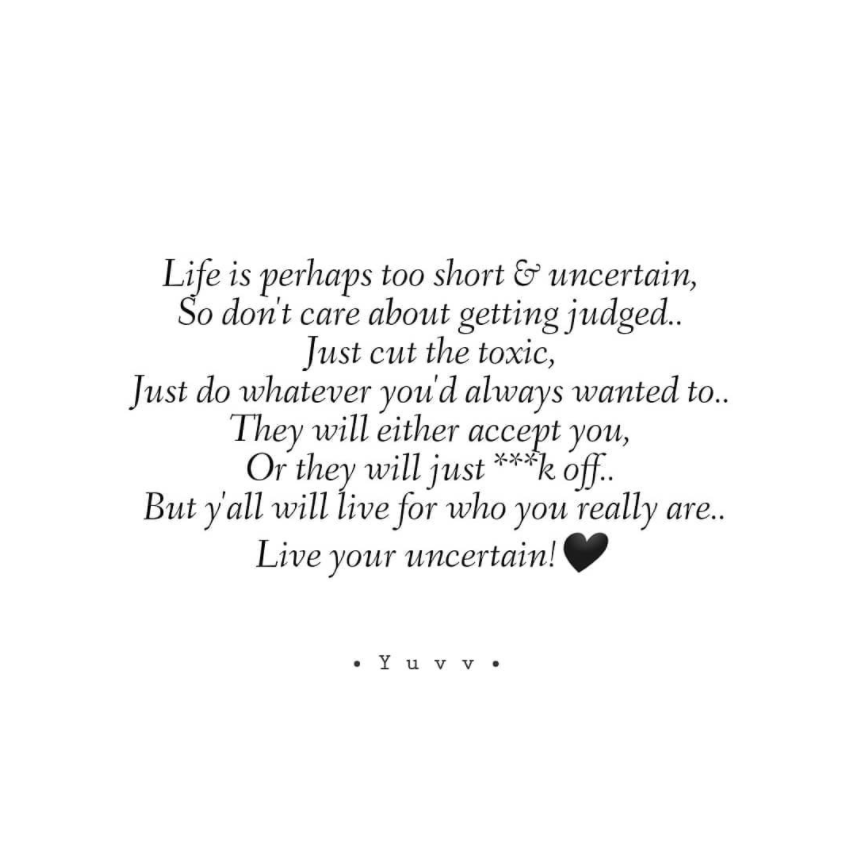 Life is perhaps too short & uncertain,
So don't care about getting judged..
Just cut the toxic,
Just do whatever you'd always wanted to..
They will either accept you,
Or they will just ***k off..
But y'all will live for who you really are..
Live your uncertain!🖤
• Y u v v •